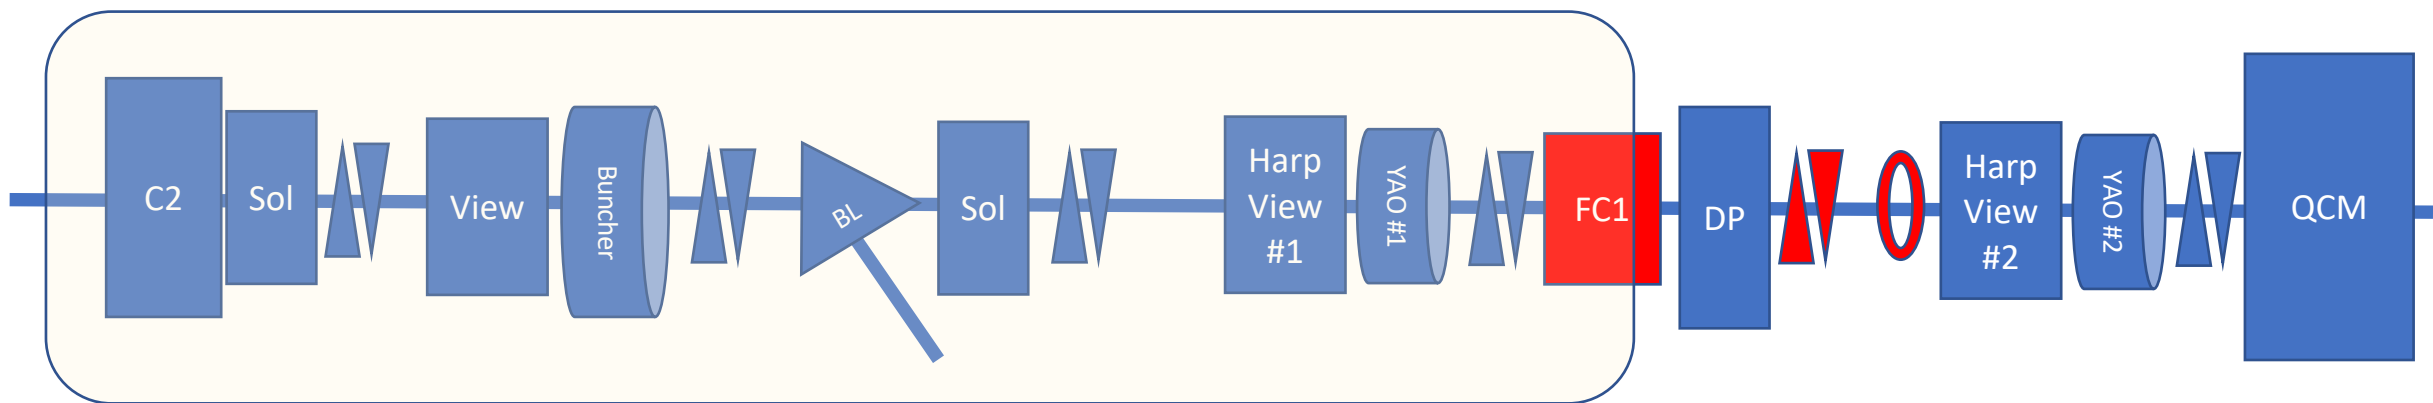 C2
Sol
View
Buncher
BL
Sol
Harp
View
#1
YAO #1
FC1
DP
Harp
View
#2
YAO #2
QCM